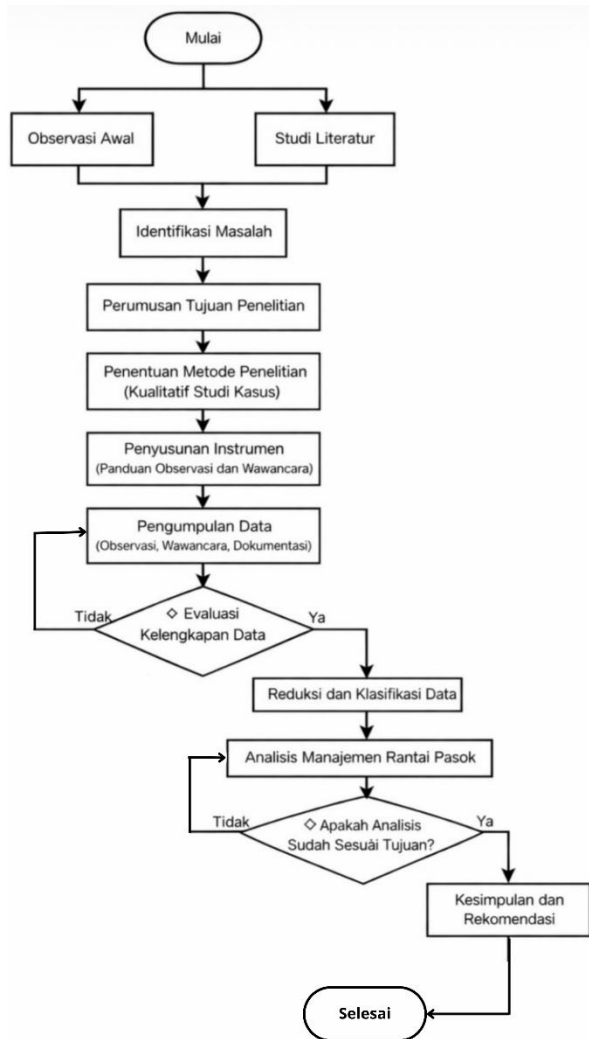 Mulai
Observasi Awal
Studi Literatur
Identifikasi Masalah
Perumusan Tujuan Penelitian
Penentuan Metode Penelitian
(Kualitatif Studi Kasus)
Penyusunan Instrumen
(Panduan Observasi dan Wawancara)
Pengumpulan Data
(Observasi, Wawancara, Dokumentasi)
Tidak
◇ Evaluasi
Kelengkapan Data
Ya
Reduksi dan Klasifikasi Data
Analisis Manajemen Rantai Pasok
Tidak
◇ Apakah Analisis
Sudah Sesuái Tujuan?
Ya
Kesimpulan dan
Rekomendasi
Selesai